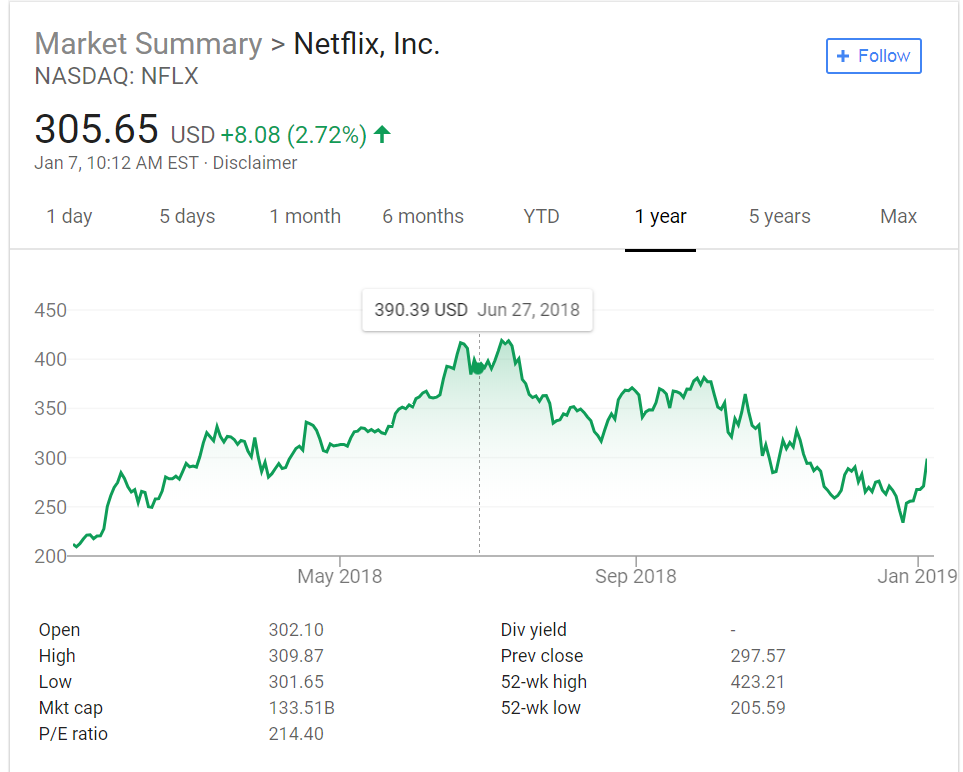 Market Summary > Netflix, Inc.
NASDAQ: NFLX
+ Follow
305.65 USD +8.08 (2.72%)
Jan 7, 10:12 AM EST · Disclaimer
1 day 5 days 1 month 6 months YTD 1 year 5 years Max
390.39 USD Jun 27, 2018
450
400
350
300
250
200
May 2018 Sep 2018 Jan 2019
Open 302.10 Div yield -
High 309.87 Prev close 297.57
Low 301.65 52-wk high 423.21
Mkt cap 133.51B 52-wk low 205.59
P/E ratio 214.40